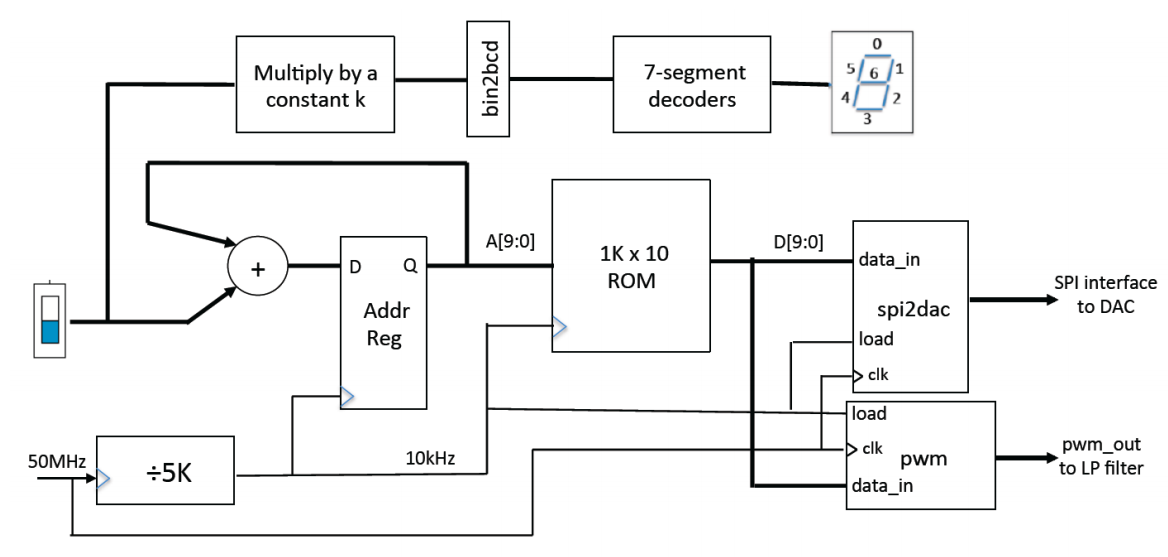 Multiply by a
constant k
bin2bcd
7-segment
decoders
0
5
6
1
4
2
3
+
D
Q
Addr
Reg
A[9:0]
1K x 10
ROM
D[9:0]
data_in
spi2dac
load
clk
SPI interface
to DAC
50MHz
÷5K
10kHz
load
clk
pwm
data_in
pwm_out
to LP filter